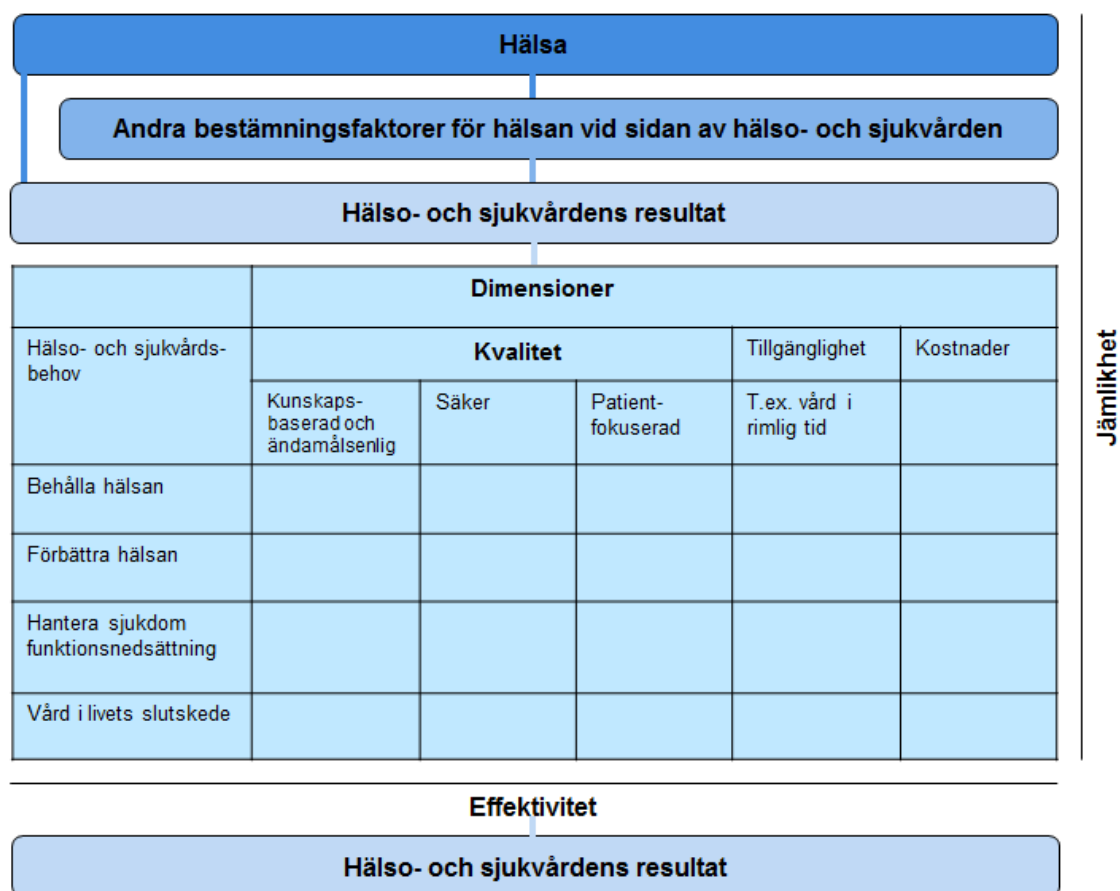 Hälsa
Andra bestämningsfaktorer för hälsan vid sidan av hälso- och sjukvården
Hälso- och sjukvårdens resultat
Dimensioner
Hälso- och sjukvårds-
behov
Kvalitet
Tillgänglighet
Kostnader
Kunskaps-
baserad och
ändamålsenlig
Säker
Patient-
fokuserad
T.ex. vård i
rimlig tid
Behålla hälsan
Förbättra hälsan
Hantera sjukdom
funktionsnedsättning
Vård i livets slutskede
Jämlikhet
Effektivitet
Hälso- och sjukvårdens resultat